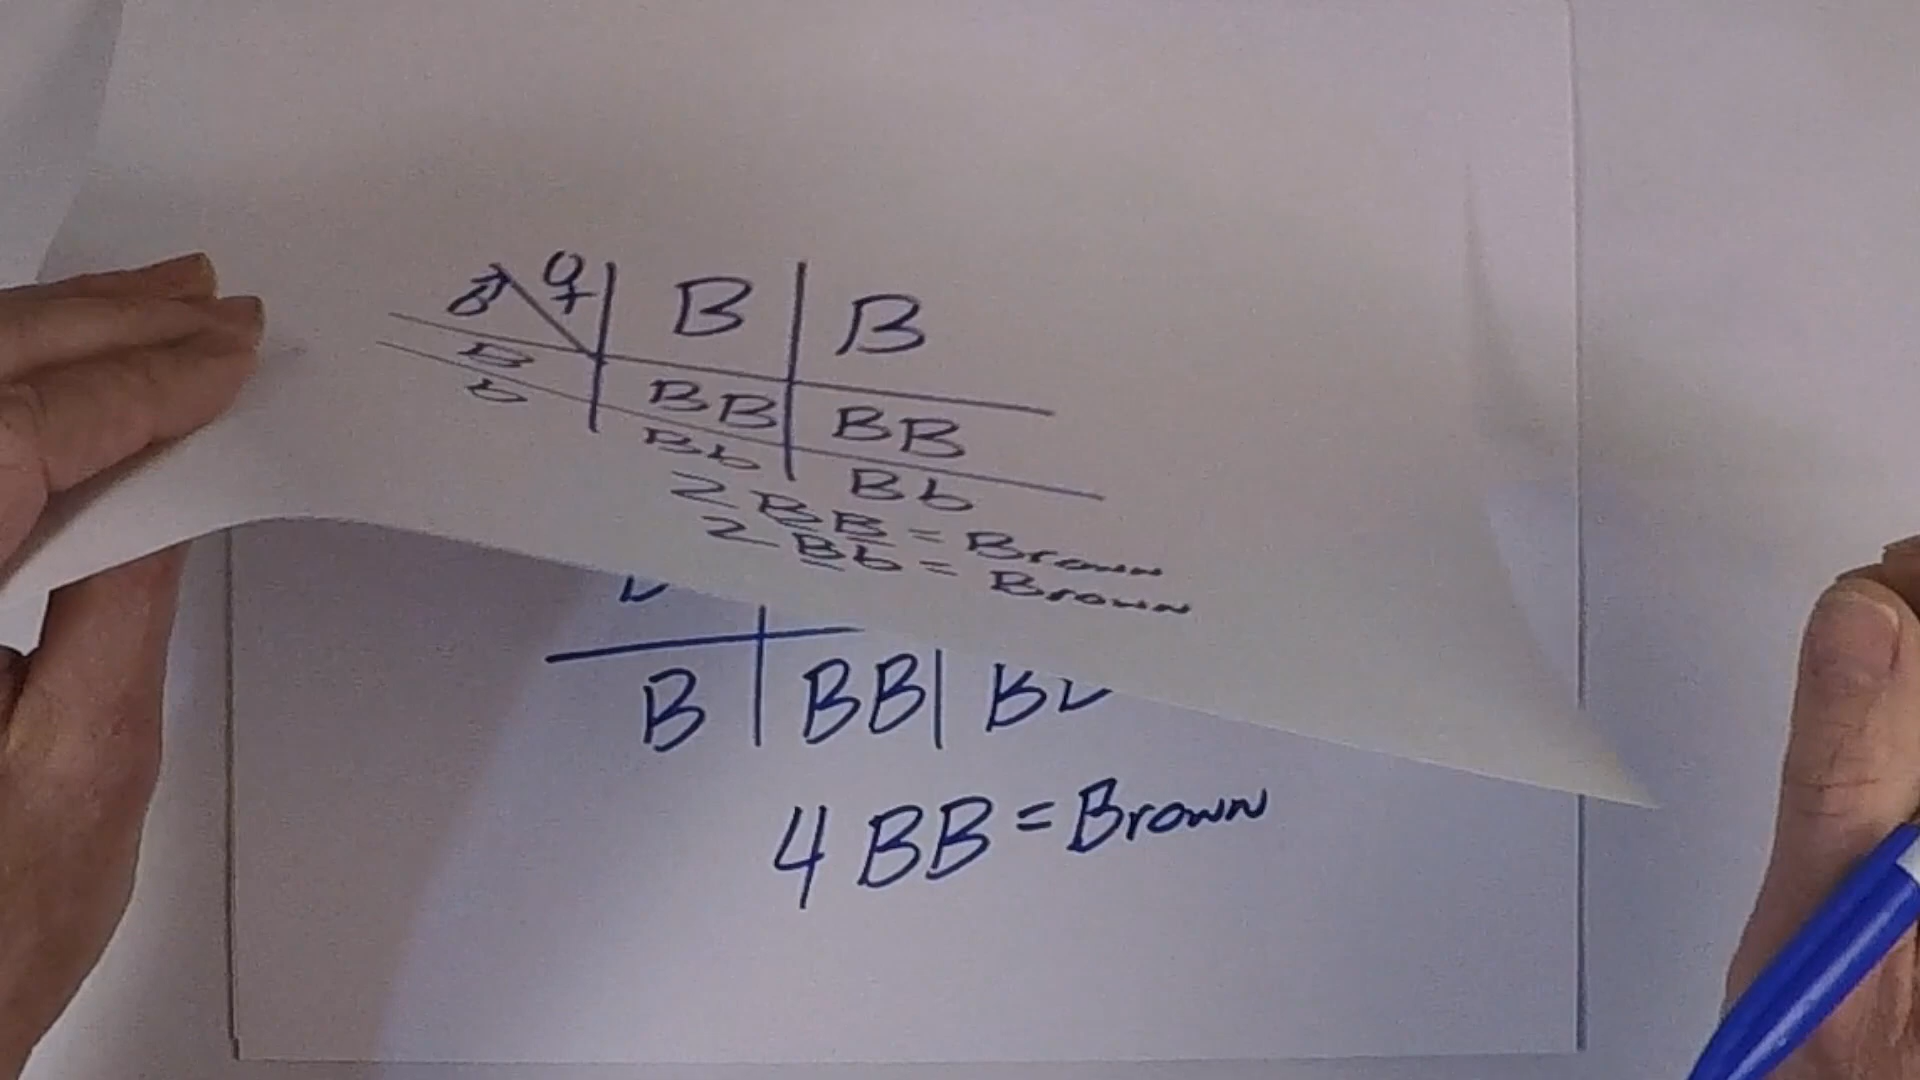 ♂ ♀ B B
B BB BB
b Bb Bb
2 BB = Brown
2 Bb = Brown
B BB
4 BB = Brown